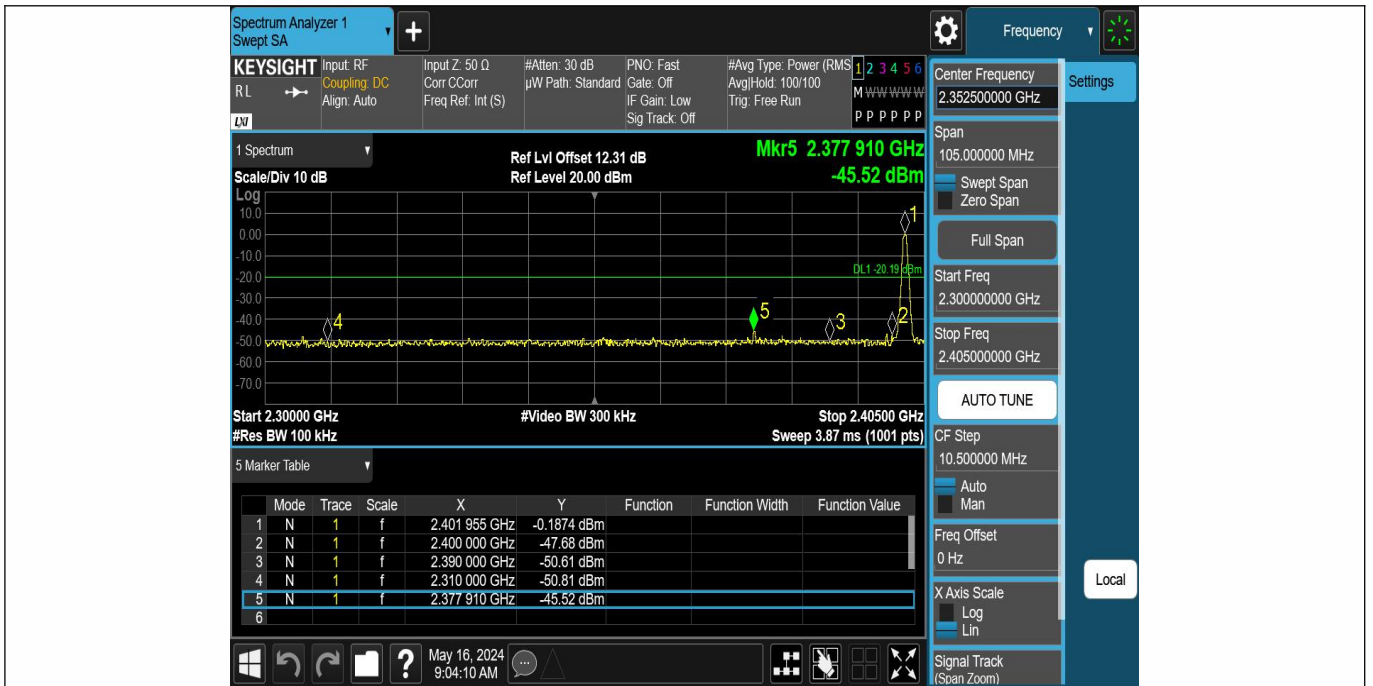 Spectrum Analyzer 1
Swept SA
+
Frequency
KEYSIGHT
RL
LXI
Input: RF
Coupling: DC
Align: Auto
Input Z: 50 Ω
Corr CCorr
Freq Ref: Int (S)
#Atten: 30 dB
µW Path: Standard
PNO: Fast
Gate: Off
IF Gain: Low
Sig Track: Off
#Avg Type: Power (RMS
Avg|Hold: 100/100
Trig: Free Run
1 2 3 4 5 6
M W W W W W
P P P P P P
1 Spectrum
Scale/Div 10 dB
Ref Lvl Offset 12.31 dB
Ref Level 20.00 dBm
Mkr5 2.377 910 GHz
-45.52 dBm
Log
10.0
0.00
-10.0
-20.0
-30.0
-40.0
-50.0
-60.0
-70.0
1
DL1 -20.19 dBm
4
5
3
2
Start 2.30000 GHz
#Video BW 300 kHz
Stop 2.40500 GHz
#Res BW 100 kHz
Sweep 3.87 ms (1001 pts)
5 Marker Table
Mode Trace Scale X Y Function Function Width Function Value
1 N 1 f 2.401 955 GHz -0.1874 dBm
2 N 1 f 2.400 000 GHz -47.68 dBm
3 N 1 f 2.390 000 GHz -50.61 dBm
4 N 1 f 2.310 000 GHz -50.81 dBm
5 N 1 f 2.377 910 GHz -45.52 dBm
6
?
May 16, 2024
9:04:10 AM
Center Frequency
2.352500000 GHz
Settings
Span
105.000000 MHz
Swept Span
Zero Span
Full Span
Start Freq
2.300000000 GHz
Stop Freq
2.405000000 GHz
AUTO TUNE
CF Step
10.500000 MHz
Auto
Man
Freq Offset
0 Hz
X Axis Scale
Log
Lin
Local
Signal Track
(Span Zoom)